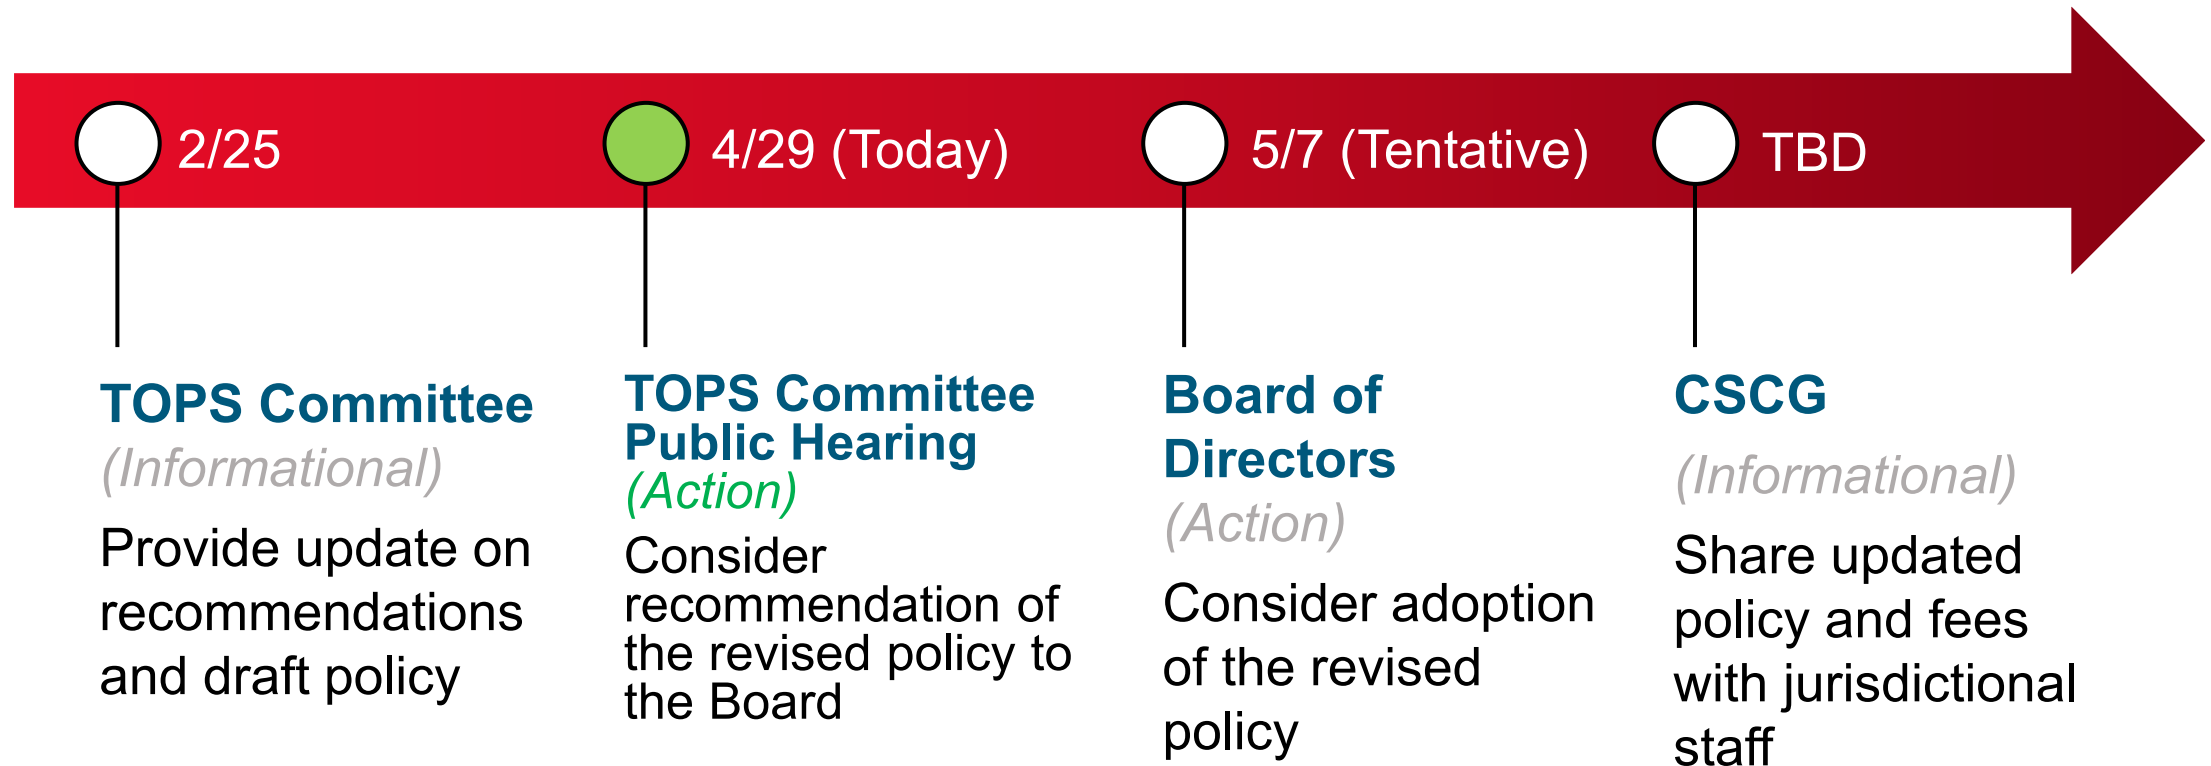 2/25
4/29 (Today)
5/7 (Tentative)
TBD
TOPS Committee
(Informational)
Provide update on
recommendations
and draft policy
TOPS Committee
Public Hearing
(Action)
Consider
recommendation of
the revised policy to
the Board
Board of
Directors
(Action)
Consider adoption
of the revised
policy
CSCG
(Informational)
Share updated
policy and fees
with jurisdictional
staff